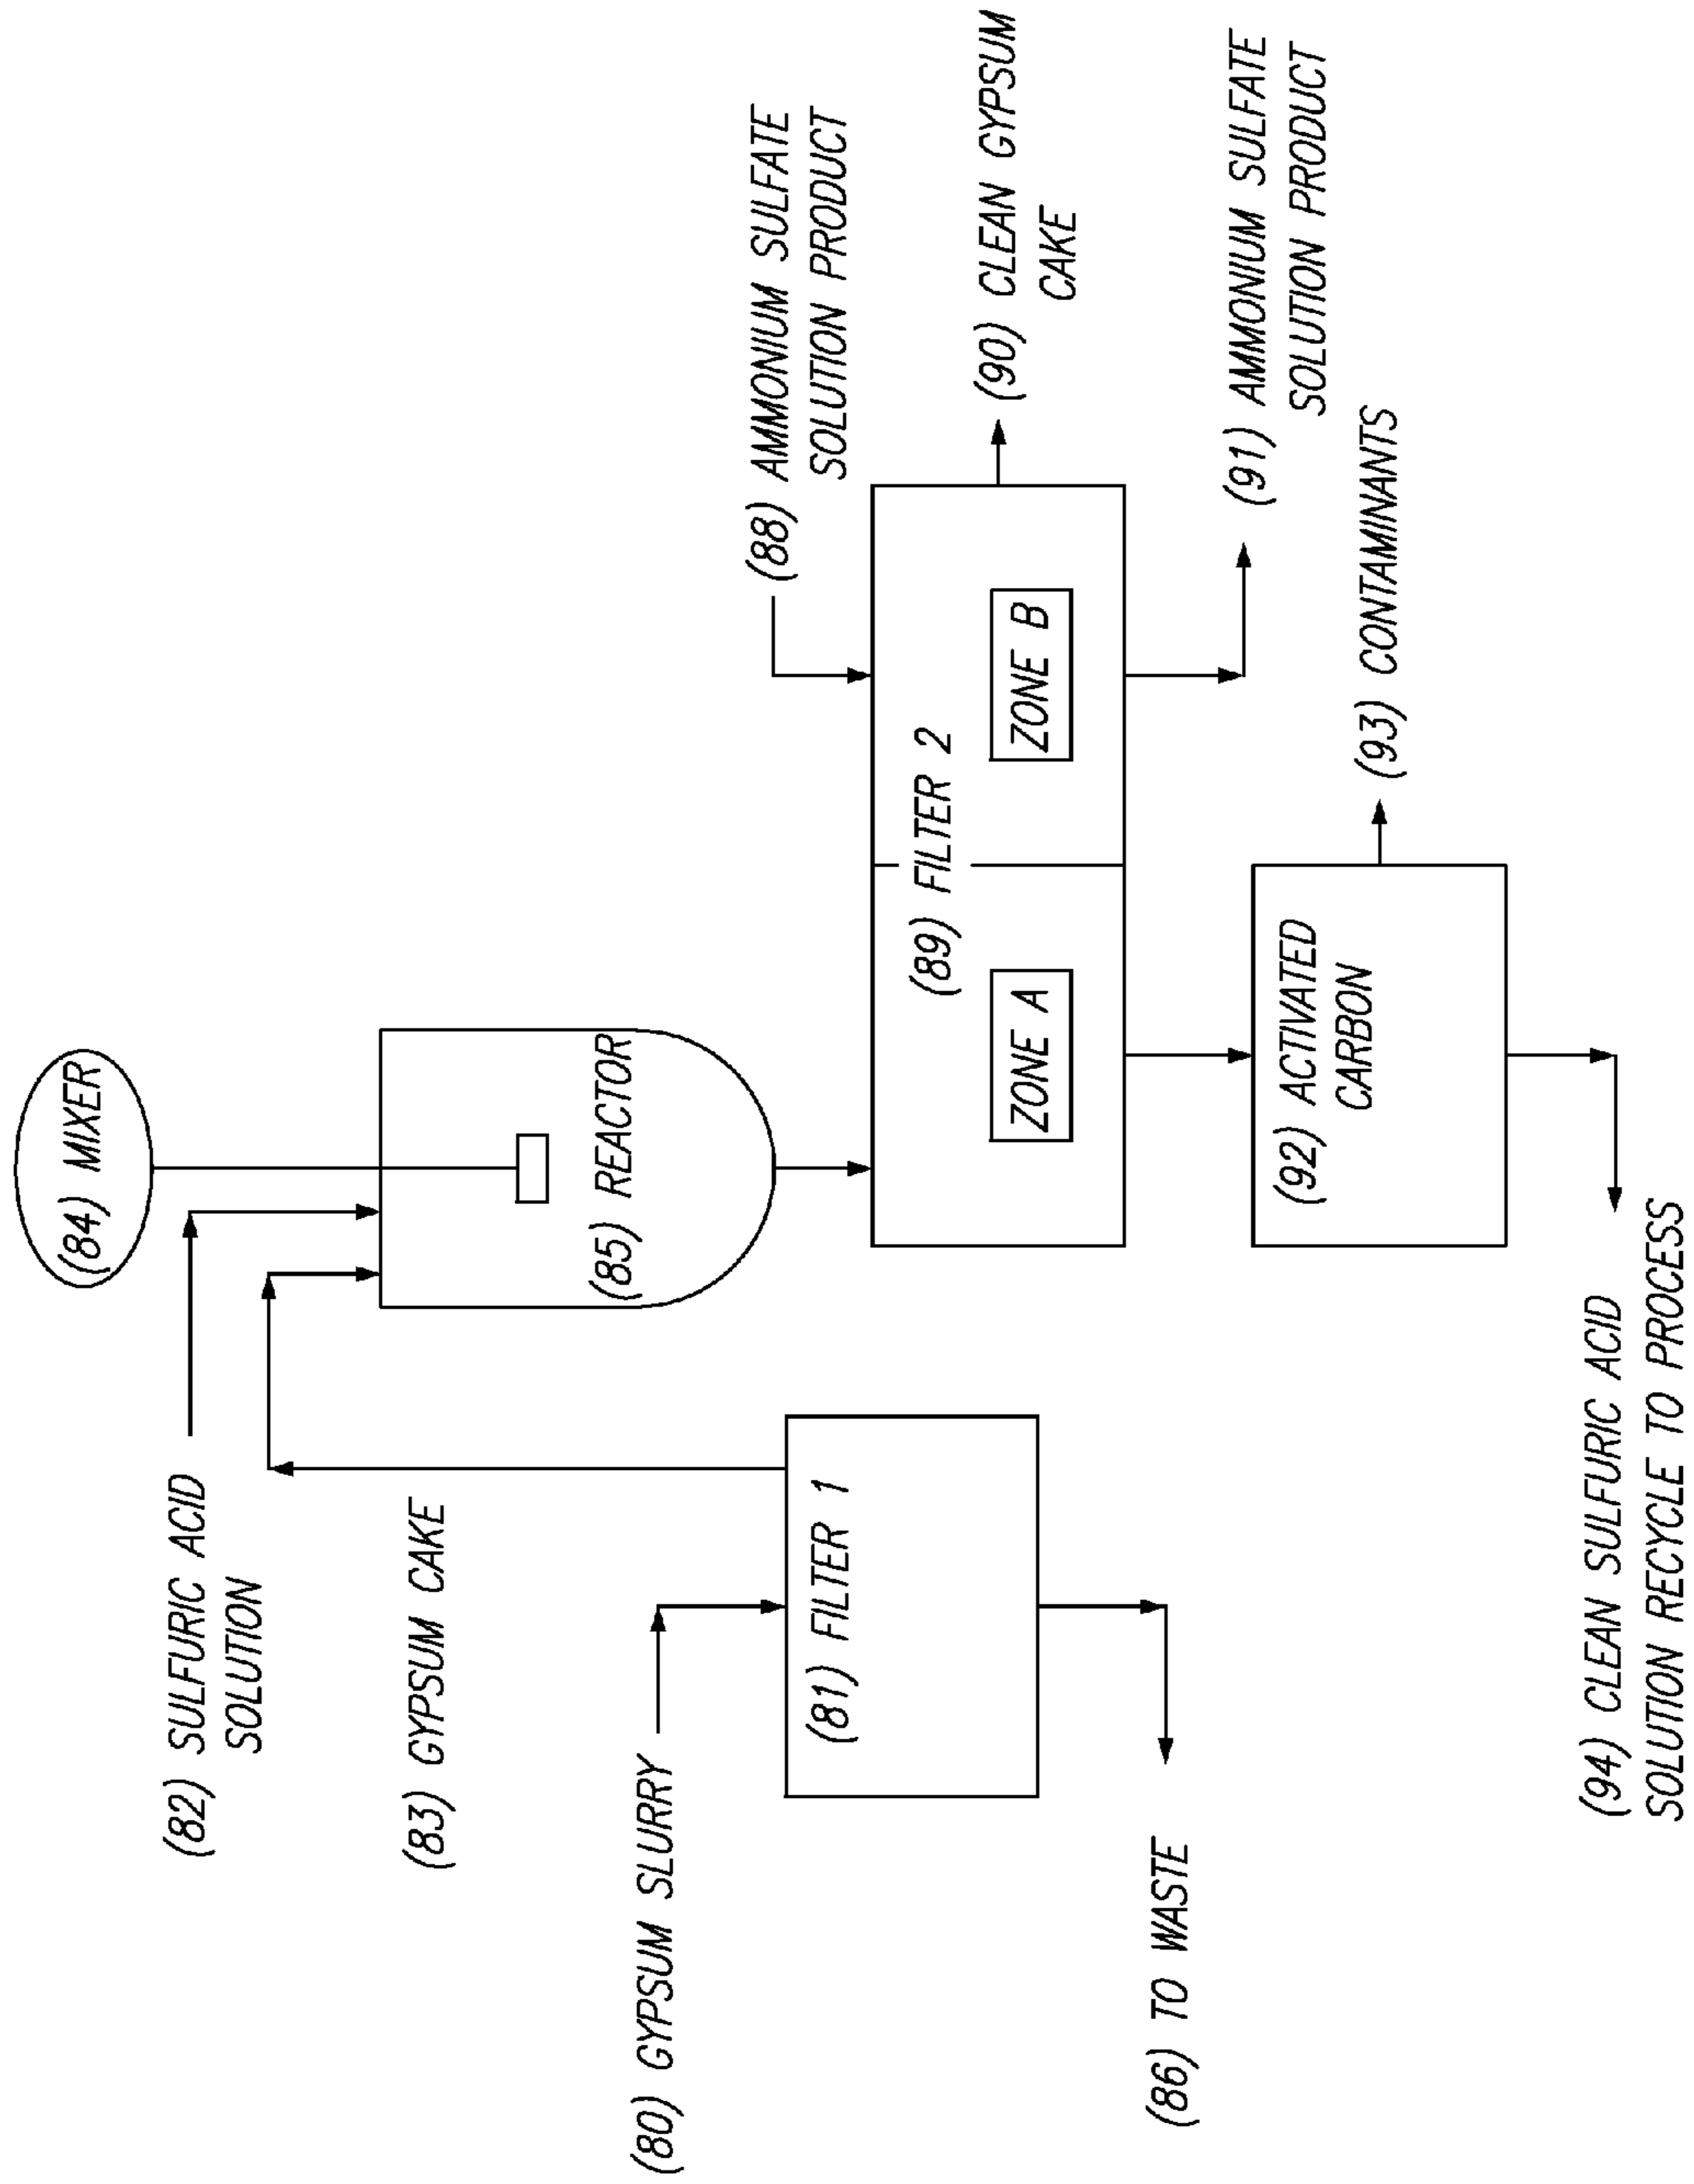 (84) MIXER
(82) SULFURIC ACID
SOLUTION
(83) GYPSUM CAKE
(85) REACTOR
(80) GYPSUM SLURRY
(81) FILTER 1
(86) TO WASTE
(88) AMMONIUM SULFATE
SOLUTION PRODUCT
(89) FILTER 2
ZONE A
ZONE B
(90) CLEAN GYPSUM
CAKE
(91) AMMONIUM SULFATE
SOLUTION PRODUCT
(92) ACTIVATED
CARBON
(93) CONTAMINANTS
(94) CLEAN SULFURIC ACID
SOLUTION RECYCLE TO PROCESS